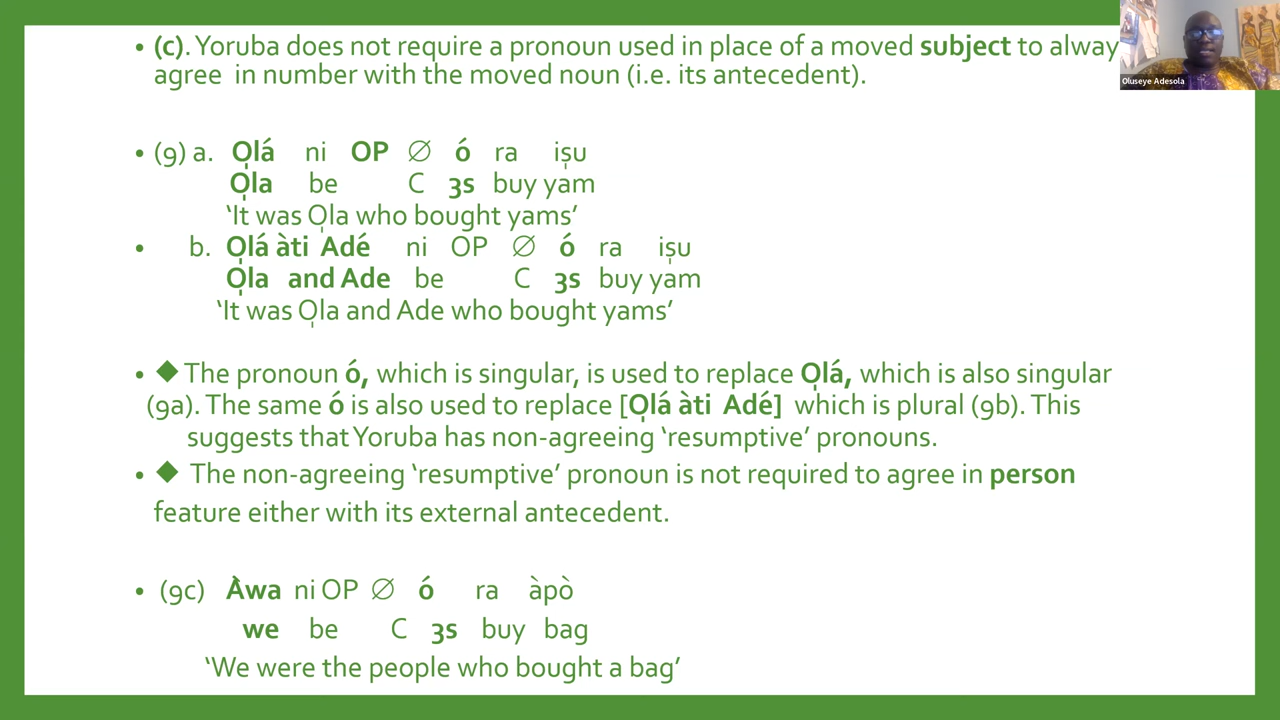 • (c). Yoruba does not require a pronoun used in place of a moved subject to alway
agree in number with the moved noun (i.e. its antecedent).
• (9) a. Ọlá ni OP ∅ ó ra iṣu
Ọla be C 3s buy yam
‘It was Ọla who bought yams’
• b. Ọlá àti Adé ni OP ∅ ó ra iṣu
Ọla and Ade be C 3s buy yam
‘It was Ọla and Ade who bought yams’
• ◆ The pronoun ó, which is singular, is used to replace Ọlá, which is also singular
(9a). The same ó is also used to replace [Ọlá àti Adé] which is plural (9b). This
suggests that Yoruba has non-agreeing ‘resumptive’ pronouns.
• ◆ The non-agreeing ‘resumptive’ pronoun is not required to agree in person
feature either with its external antecedent.
• (9c) Àwa ni OP ∅ ó ra àpò
we be C 3s buy bag
‘We were the people who bought a bag’
Oluseye Adesola